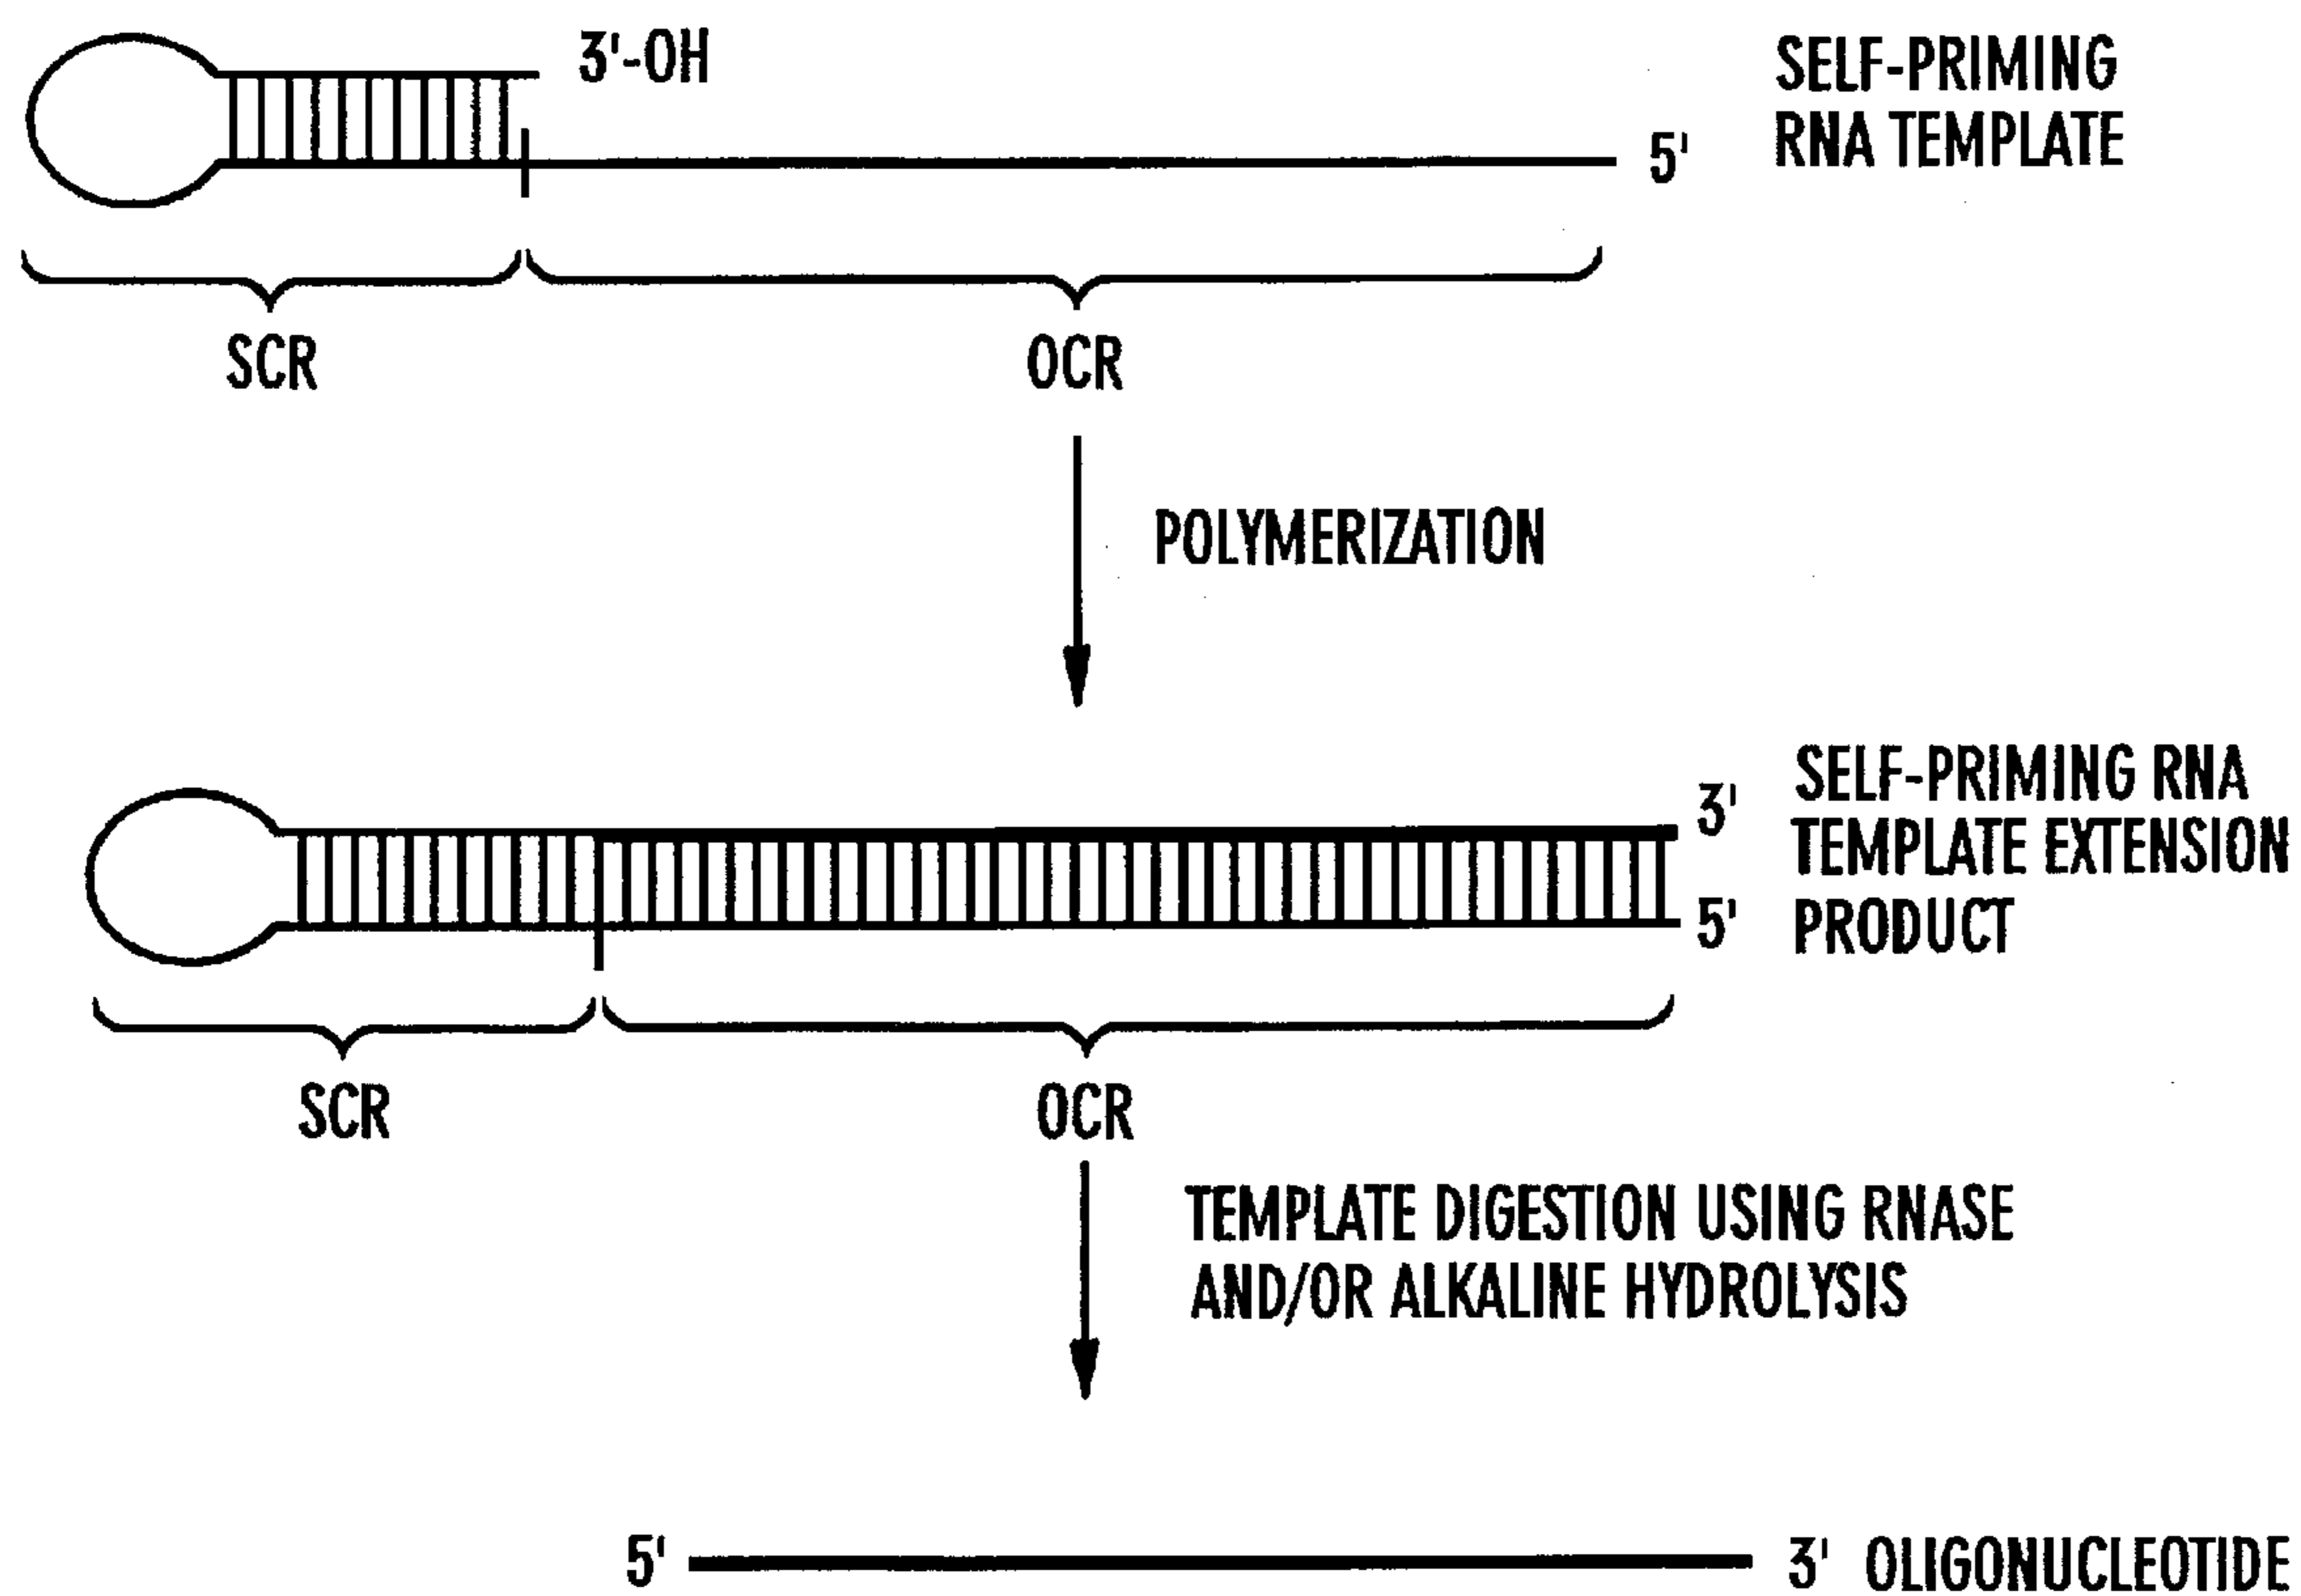 3'-OH
SELF-PRIMING
RNA TEMPLATE
5'
SCR
OCR
POLYMERIZATION
3'
SELF-PRIMING RNA
TEMPLATE EXTENSION
PRODUCT
5'
SCR
OCR
TEMPLATE DIGESTION USING RNASE
AND/OR ALKALINE HYDROLYSIS
5'
3' OLIGONUCLEOTIDE